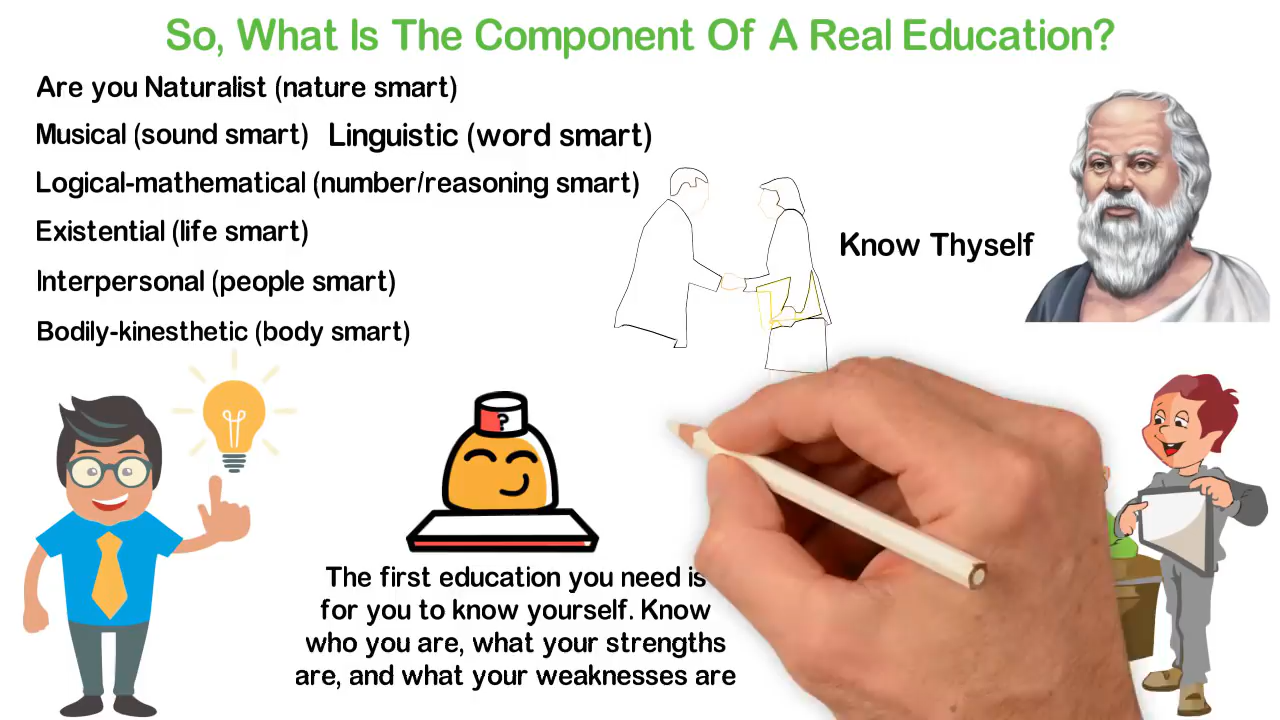 So, What Is The Component Of A Real Education?
Are you Naturalist (nature smart)
Musical (sound smart) Linguistic (word smart)
Logical-mathematical (number/reasoning smart)
Existential (life smart)
Know Thyself
Interpersonal (people smart)
Bodily-kinesthetic (body smart)
?
The first education you need is
for you to know yourself. Know
who you are, what your strengths
are, and what your weaknesses are